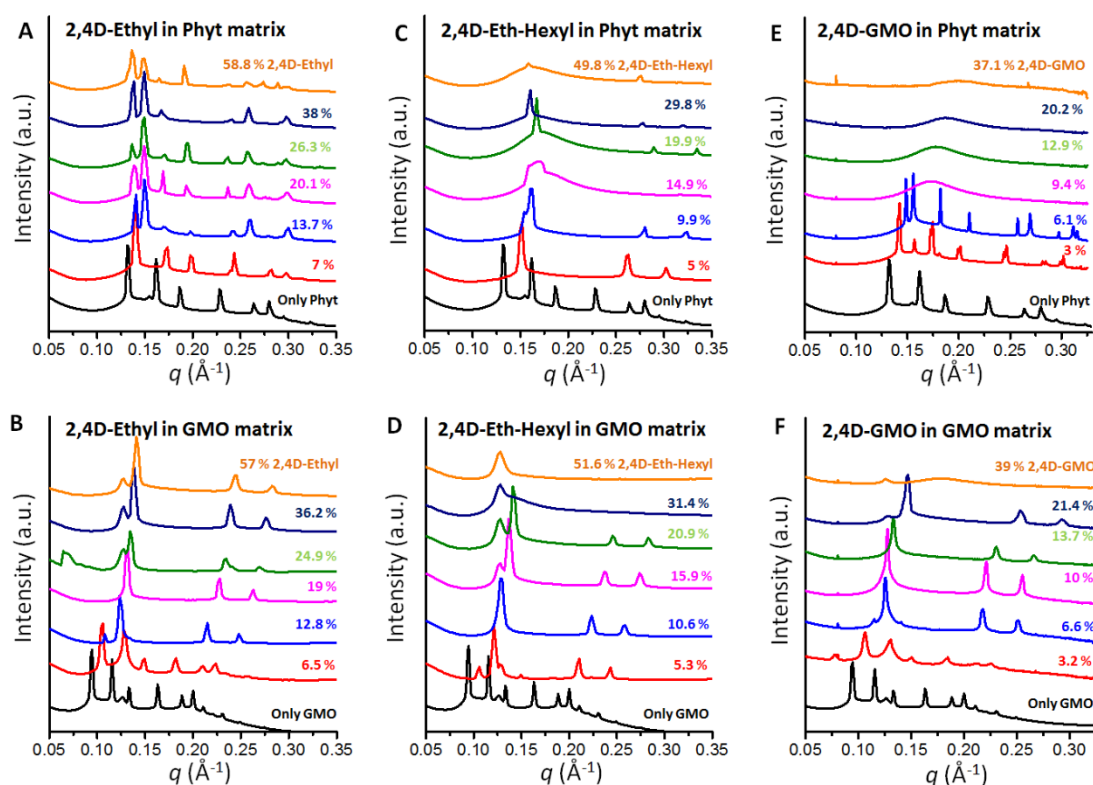 A
2,4D-Ethyl in Phyt matrix
58.8 % 2,4D-Ethyl
38 %
26.3 %
20.1 %
13.7 %
7 %
Only Phyt
Intensity (a.u.)
0.05 0.10 0.15 0.20 0.25 0.30 0.35
q (Å-1)
C
2,4D-Eth-Hexyl in Phyt matrix
49.8 % 2,4D-Eth-Hexyl
29.8 %
19.9 %
14.9 %
9.9 %
5 %
Only Phyt
Intensity (a.u.)
0.05 0.10 0.15 0.20 0.25 0.30 0.35
q (Å-1)
E
2,4D-GMO in Phyt matrix
37.1 % 2,4D-GMO
20.2 %
12.9 %
9.4 %
6.1 %
3 %
Only Phyt
Intensity (a.u.)
0.05 0.10 0.15 0.20 0.25 0.30
q (Å-1)
B
2,4D-Ethyl in GMO matrix
57 % 2,4D-Ethyl
36.2 %
24.9 %
19 %
12.8 %
6.5 %
Only GMO
Intensity (a.u.)
0.05 0.10 0.15 0.20 0.25 0.30 0.35
q (Å-1)
D
2,4D-Eth-Hexyl in GMO matrix
51.6 % 2,4D-Eth-Hexyl
31.4 %
20.9 %
15.9 %
10.6 %
5.3 %
Only GMO
Intensity (a.u.)
0.05 0.10 0.15 0.20 0.25 0.30 0.35
q (Å-1)
F
2,4D-GMO in GMO matrix
39 % 2,4D-GMO
21.4 %
13.7 %
10 %
6.6 %
3.2 %
Only GMO
Intensity (a.u.)
0.05 0.10 0.15 0.20 0.25 0.30
q (Å-1)